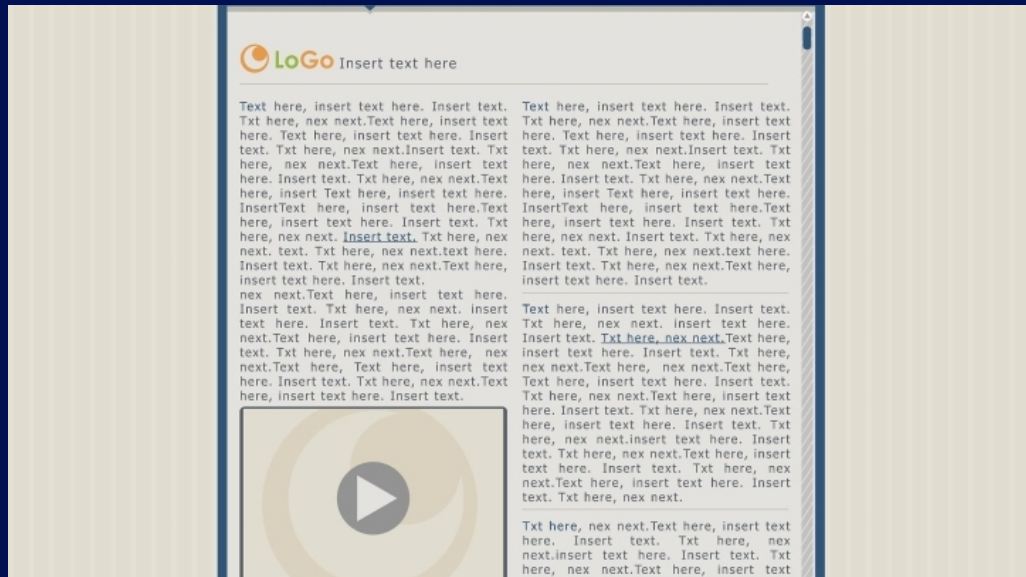 LoGo Insert text here
Text here, insert text here. Insert text.
Txt here, nex next.Text here, insert text
here. Text here, insert text here. Insert
text. Txt here, nex next.Insert text. Txt
here, nex next.Text here, insert text
here. Insert text. Txt here, nex next.Text
here, insert Text here, insert text here.
InsertText here, insert text here.Text
here, insert text here. Insert text. Txt
here, nex next. Insert text. Txt here, nex
next. text. Txt here, nex next.text here.
Insert text. Txt here, nex next.Text here,
insert text here. Insert text.
nex next.Text here, insert text here.
Insert text. Txt here, nex next. insert
text here. Insert text. Txt here, nex
next.Text here, insert text here. Insert
text. Txt here, nex next.Text here, nex
next.Text here, Text here, insert text
here. Insert text. Txt here, nex next.Text
here, insert text here. Insert text.
Text here, insert text here. Insert text.
Txt here, nex next.Text here, insert text
here. Text here, insert text here. Insert
text. Txt here, nex next.Insert text. Txt
here, nex next.Text here, insert text
here. Insert text. Txt here, nex next.Text
here, insert Text here, insert text here.
InsertText here, insert text here.Text
here, insert text here. Insert text. Txt
here, nex next. Insert text. Txt here, nex
next. text. Txt here, nex next.text here.
Insert text. Txt here, nex next.Text here,
insert text here. Insert text.
Text here, insert text here. Insert text.
Txt here, nex next. insert text here.
Insert text. Txt here, nex next.Text here,
insert text here. Insert text. Txt here,
nex next.Text here, nex next.Text here,
Text here, insert text here. Insert text.
Txt here, nex next.Text here, insert text
here. Insert text. Txt here, nex next.Text
here, insert text here. Insert text. Txt
here, nex next.insert text here. Insert
text. Txt here, nex next.Text here, insert
text here. Insert text. Txt here, nex
next.Text here, insert text here. Insert
text. Txt here, nex next.
Txt here, nex next.Text here, insert text
here. Insert text. Txt here, nex
next.insert text here. Insert text. Txt
here, nex next.Text here, insert text